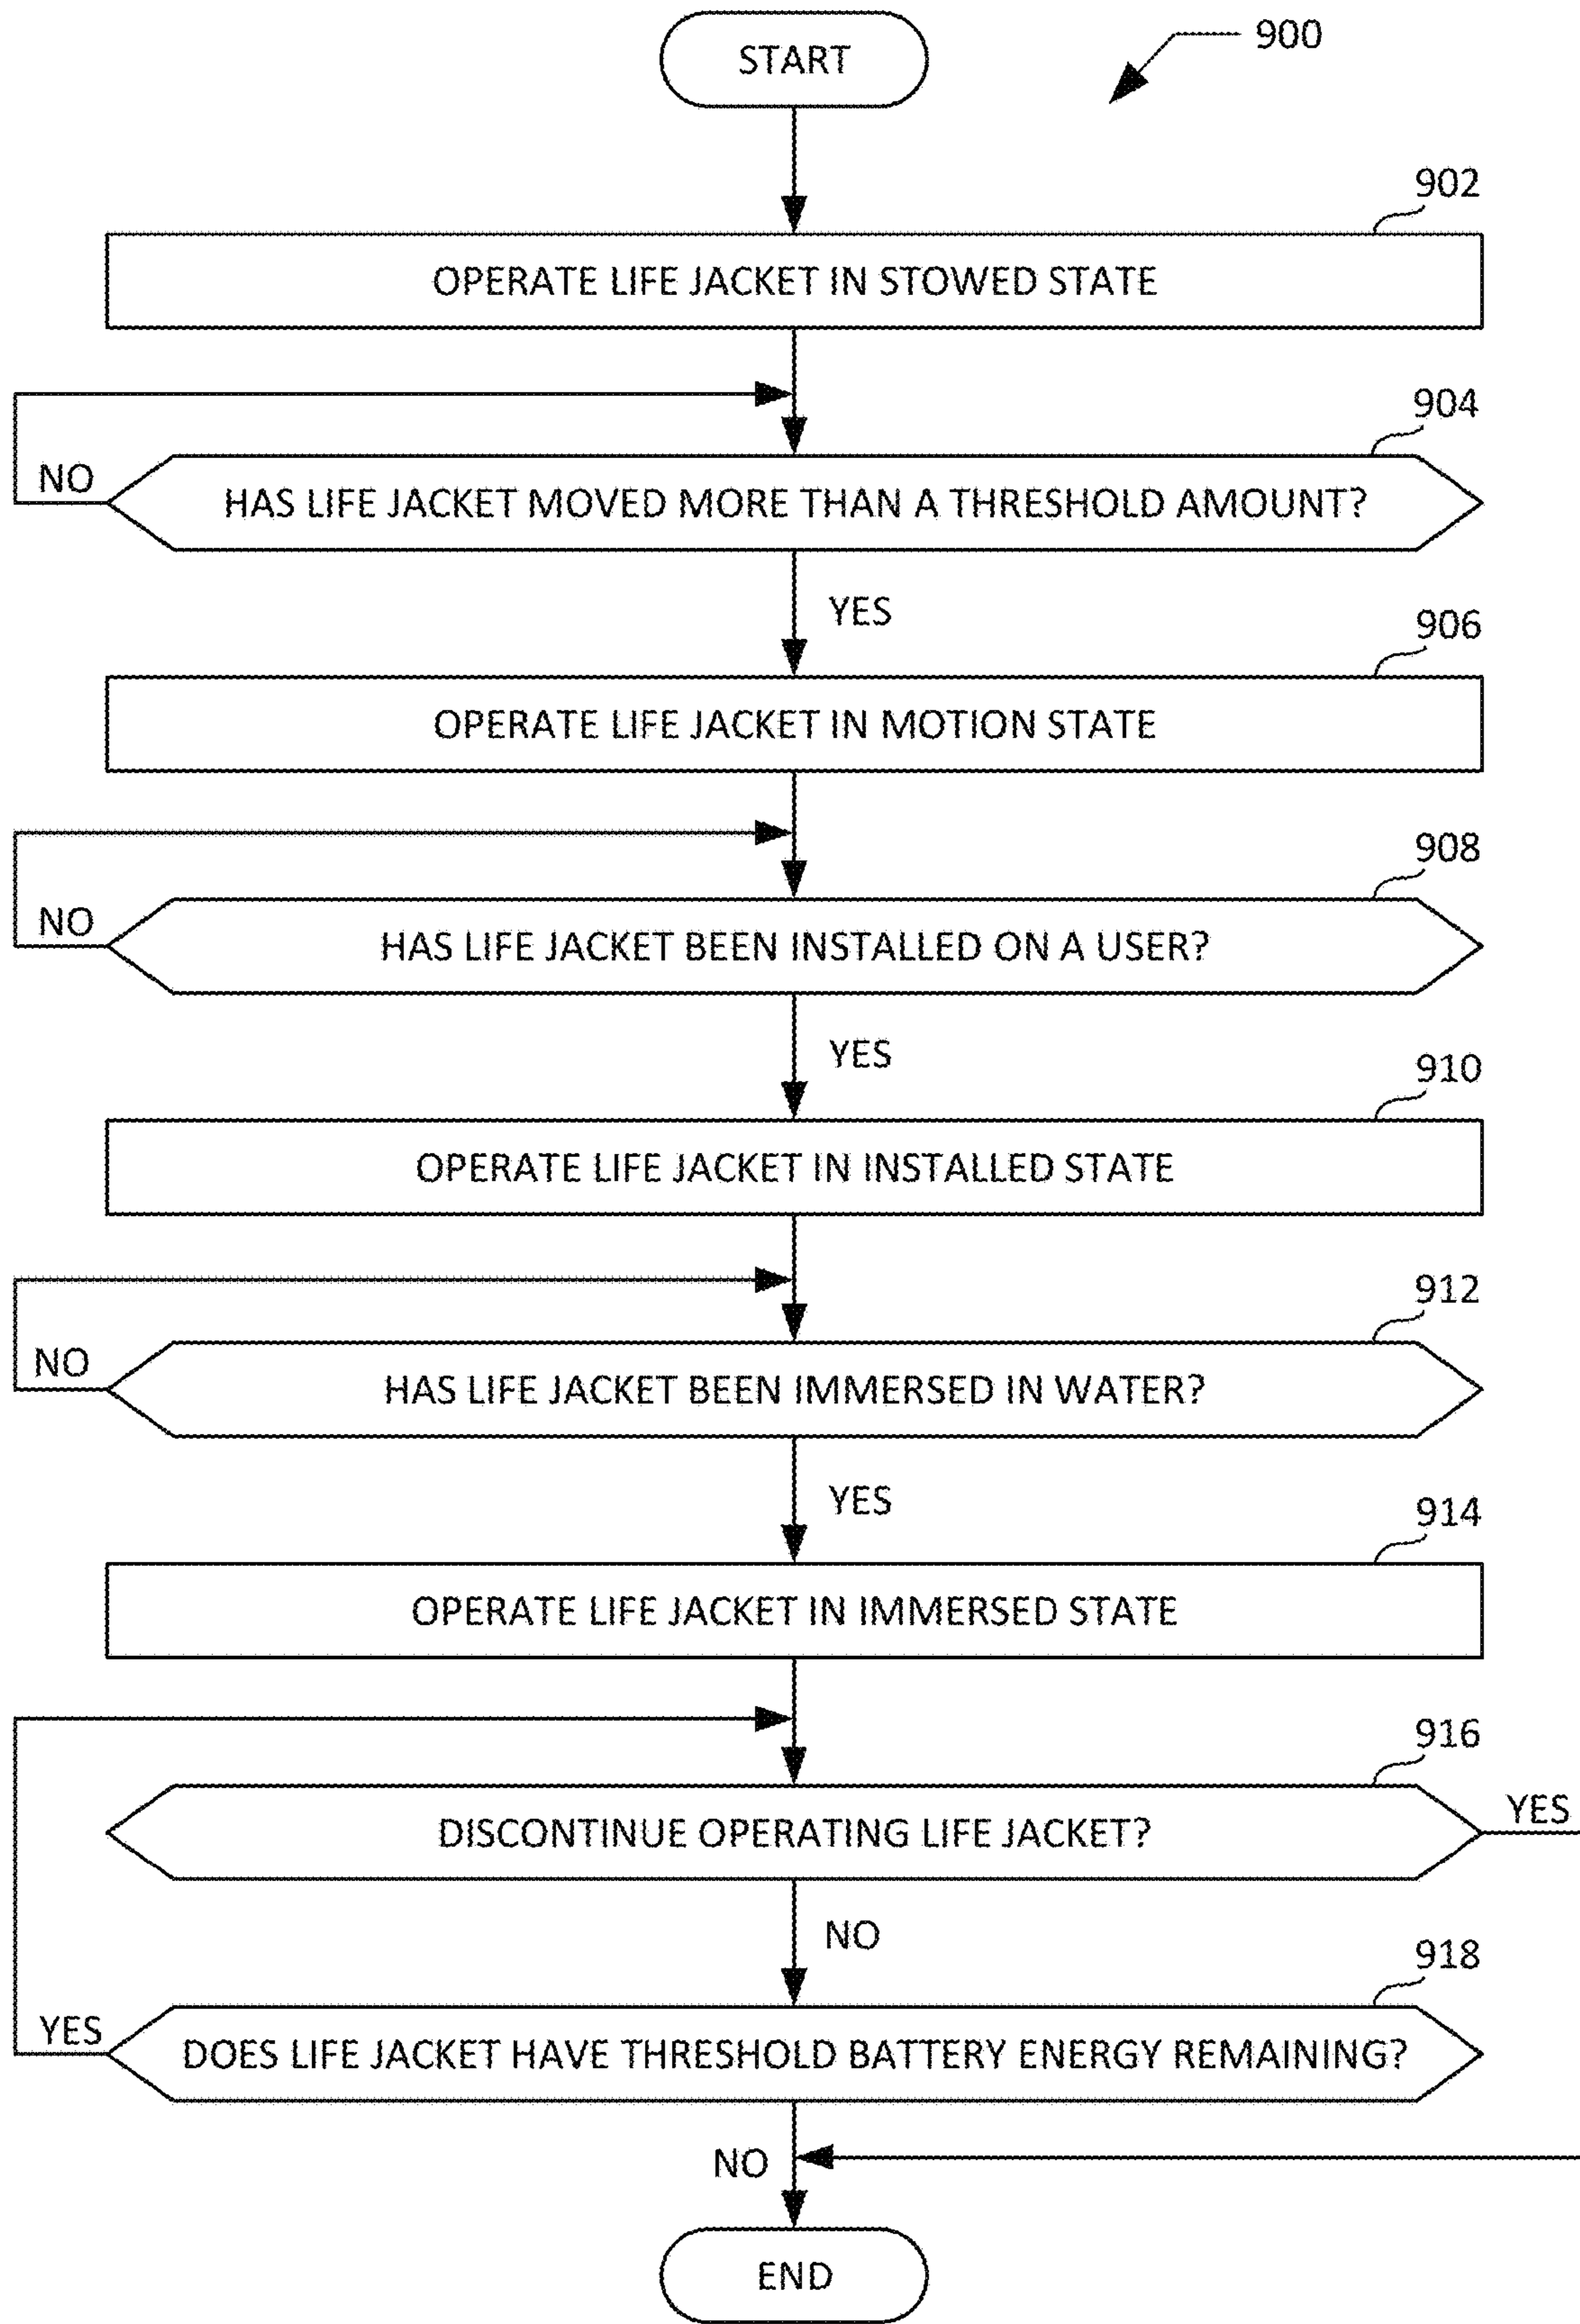 START
900
902
OPERATE LIFE JACKET IN STOWED STATE
904
NO
HAS LIFE JACKET MOVED MORE THAN A THRESHOLD AMOUNT?
YES
906
OPERATE LIFE JACKET IN MOTION STATE
908
NO
HAS LIFE JACKET BEEN INSTALLED ON A USER?
YES
910
OPERATE LIFE JACKET IN INSTALLED STATE
912
NO
HAS LIFE JACKET BEEN IMMERSED IN WATER?
YES
914
OPERATE LIFE JACKET IN IMMERSED STATE
916
DISCONTINUE OPERATING LIFE JACKET?
YES
NO
918
YES
DOES LIFE JACKET HAVE THRESHOLD BATTERY ENERGY REMAINING?
NO
END